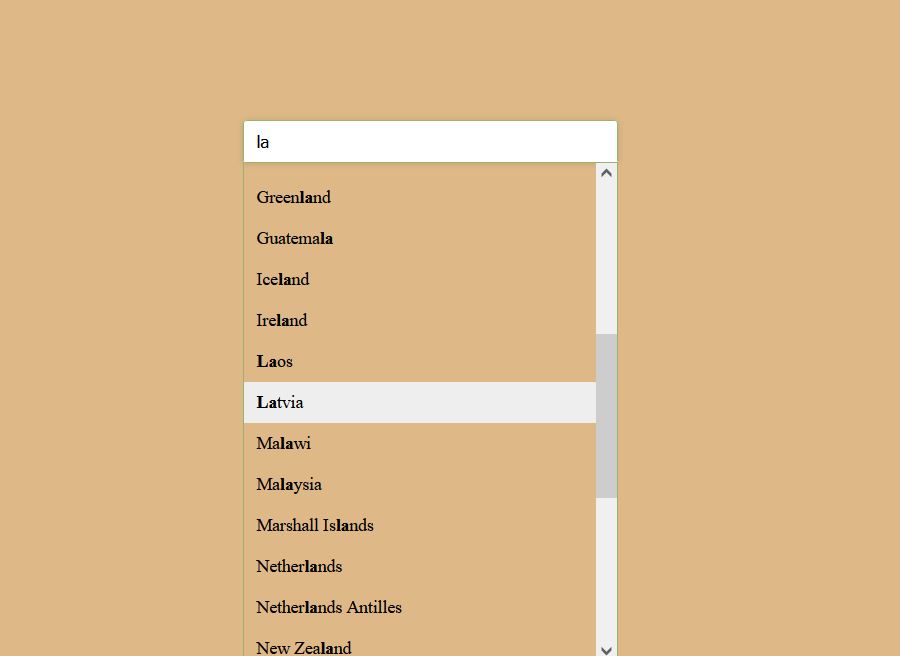 la
Greenland
Guatemala
Iceland
Ireland
Laos
Latvia
Malawi
Malaysia
Marshall Islands
Netherlands
Netherlands Antilles
New Zealand